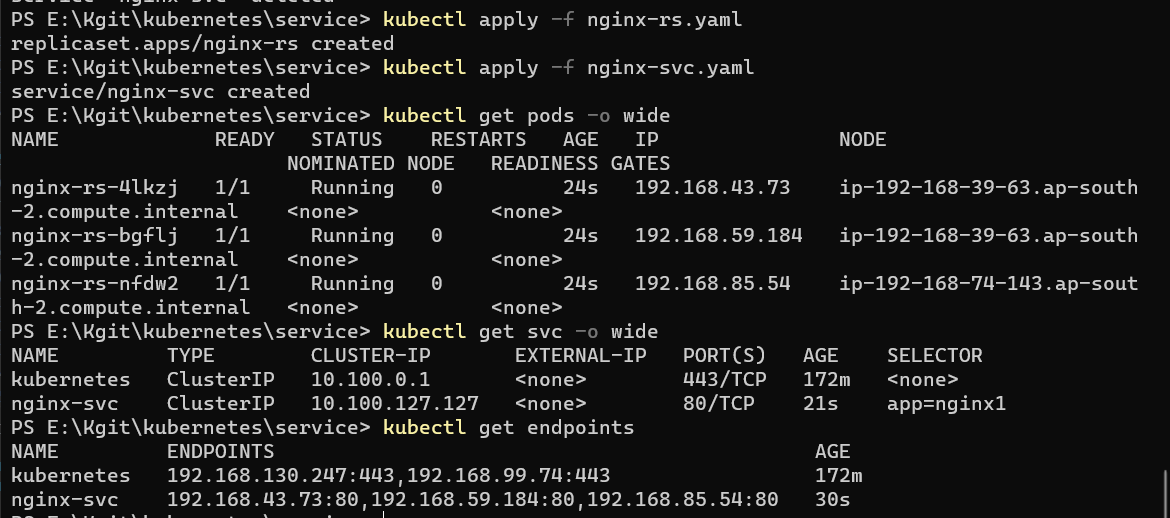 PS E:\Kgit\kubernetes\service> kubectl apply -f nginx-rs.yaml
replicaset.apps/nginx-rs created
PS E:\Kgit\kubernetes\service> kubectl apply -f nginx-svc.yaml
service/nginx-svc created
PS E:\Kgit\kubernetes\service> kubectl get pods -o wide
NAME             READY   STATUS    RESTARTS   AGE   IP               NODE
                       NOMINATED NODE   READINESS GATES
nginx-rs-4lkzj   1/1     Running   0          24s   192.168.43.73    ip-192-168-39-63.ap-south
-2.compute.internal    <none>           <none>
nginx-rs-bgflj   1/1     Running   0          24s   192.168.59.184   ip-192-168-39-63.ap-south
-2.compute.internal    <none>           <none>
nginx-rs-nfdw2   1/1     Running   0          24s   192.168.85.54    ip-192-168-74-143.ap-sout
h-2.compute.internal   <none>           <none>
PS E:\Kgit\kubernetes\service> kubectl get svc -o wide
NAME         TYPE        CLUSTER-IP       EXTERNAL-IP   PORT(S)   AGE    SELECTOR
kubernetes   ClusterIP   10.100.0.1       <none>        443/TCP   172m   <none>
nginx-svc    ClusterIP   10.100.127.127   <none>        80/TCP    21s    app=nginx1
PS E:\Kgit\kubernetes\service> kubectl get endpoints
NAME         ENDPOINTS                                             AGE
kubernetes   192.168.130.247:443,192.168.99.74:443                 172m
nginx-svc    192.168.43.73:80,192.168.59.184:80,192.168.85.54:80   30s